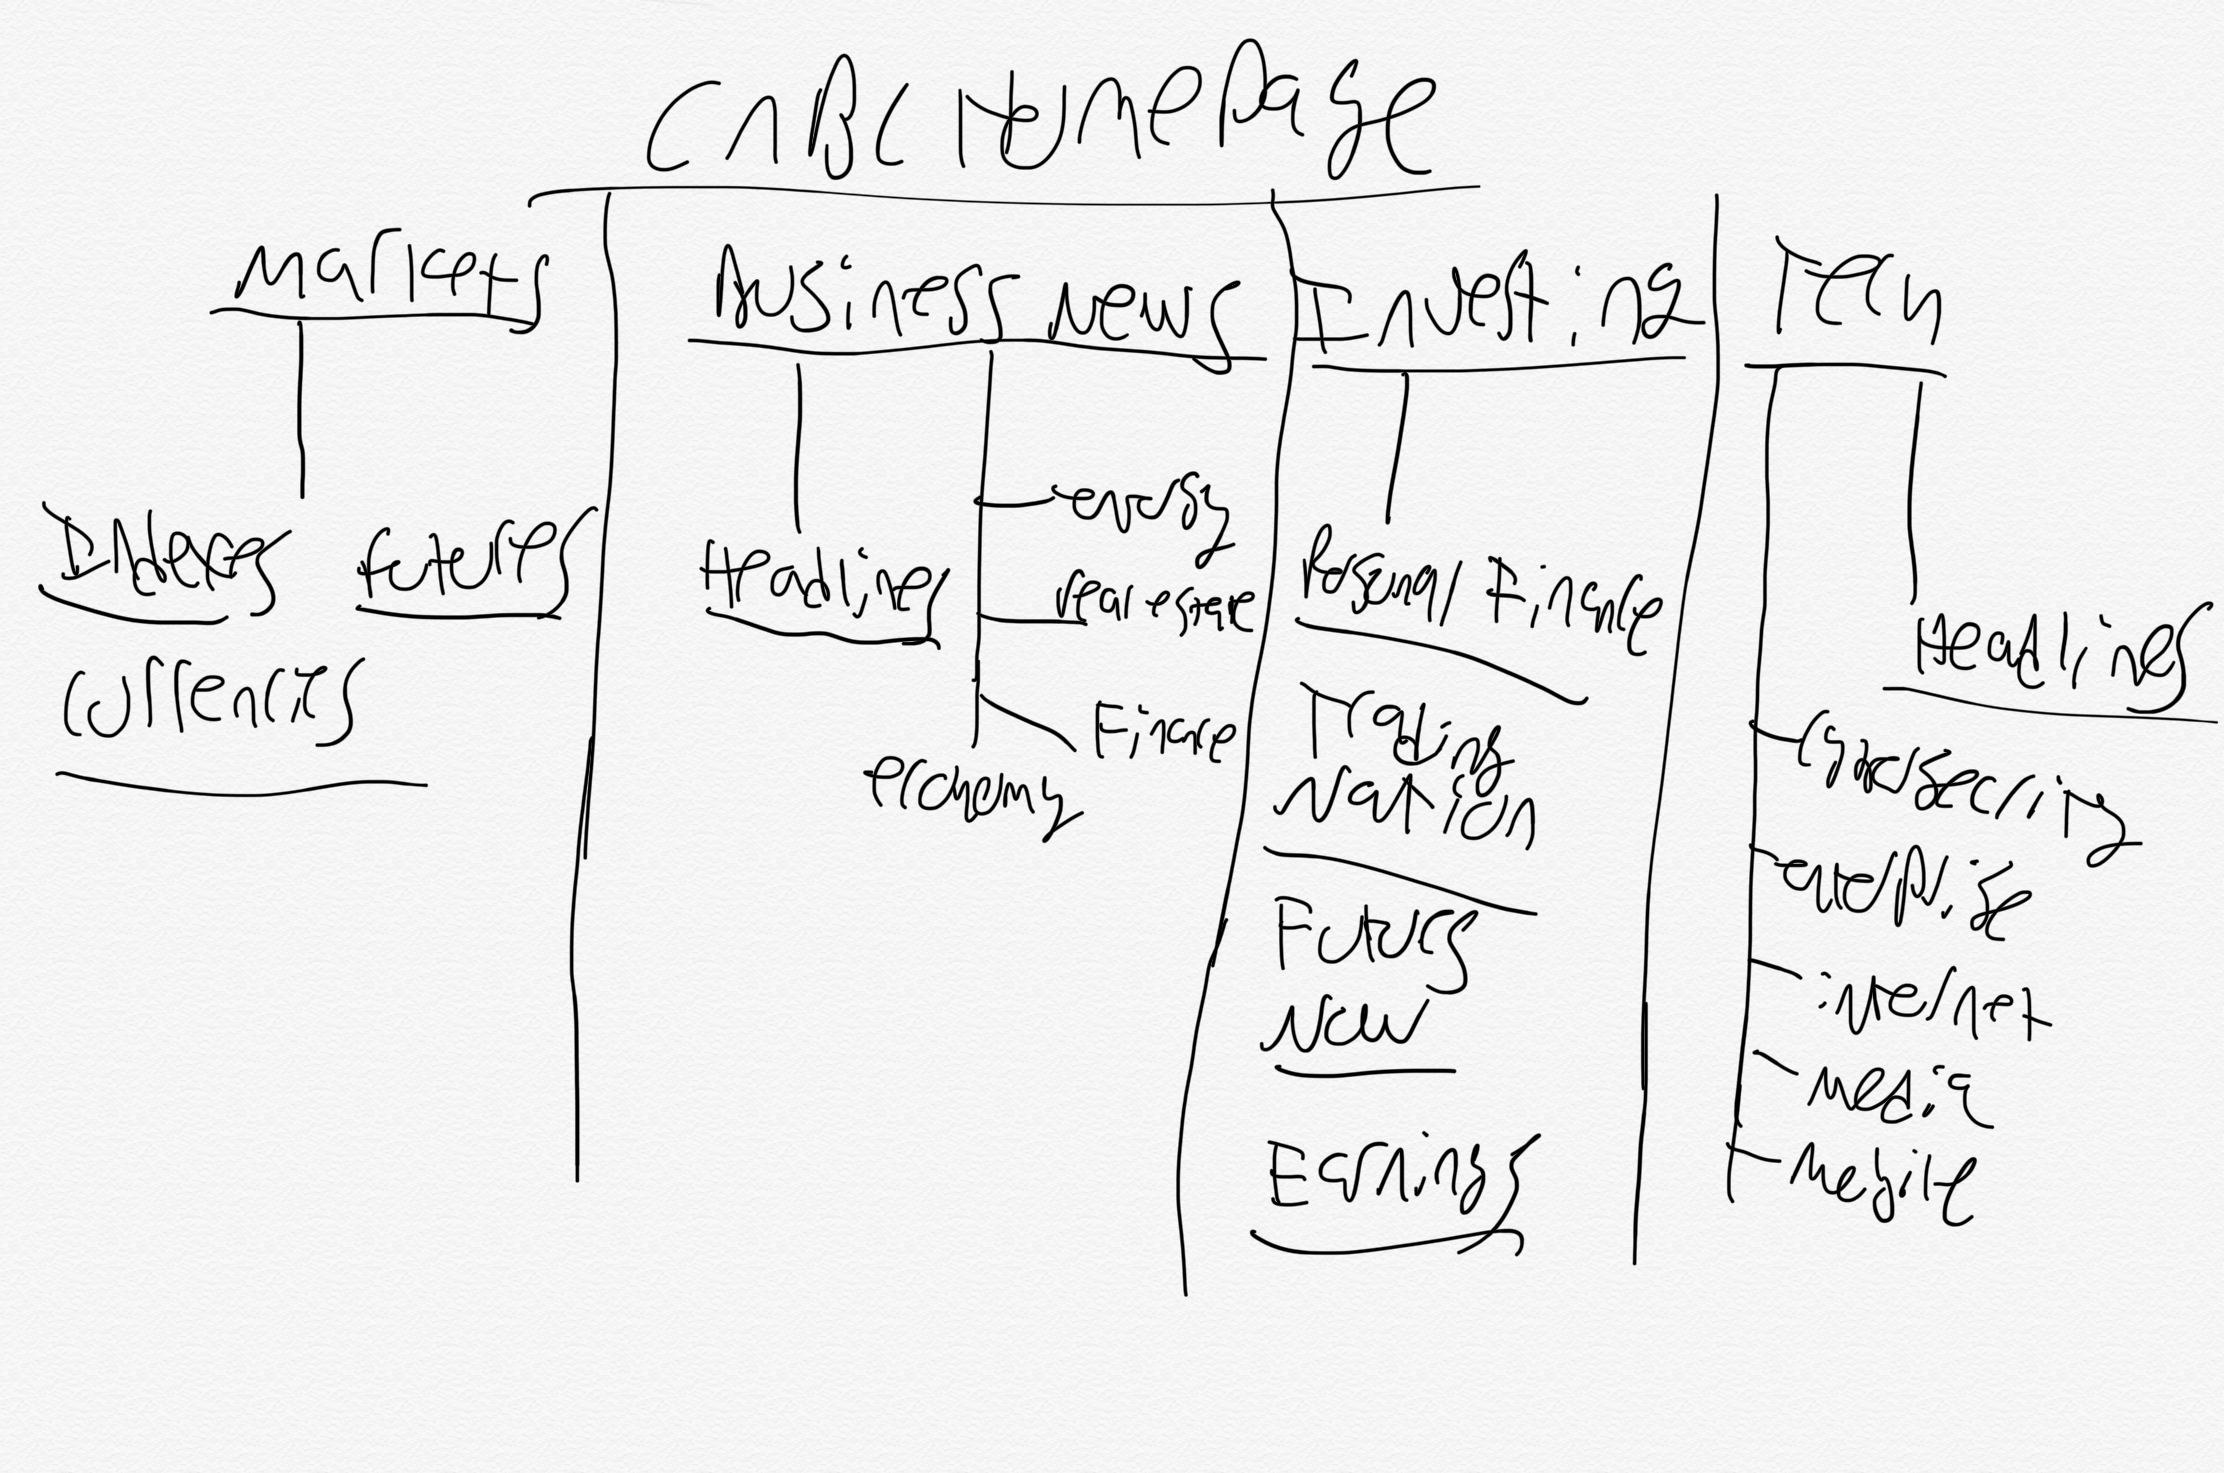 CNBC Homepage
Markets
Indexes
Futures
Currencies
Business News
Headlines
energy
real estate
Finance
economy
Investing
Personal Finance
Trading
Nation
Futures
Now
Earnings
Tech
Headlines
Cybersecurity
enterprise
internet
Media
Mobile